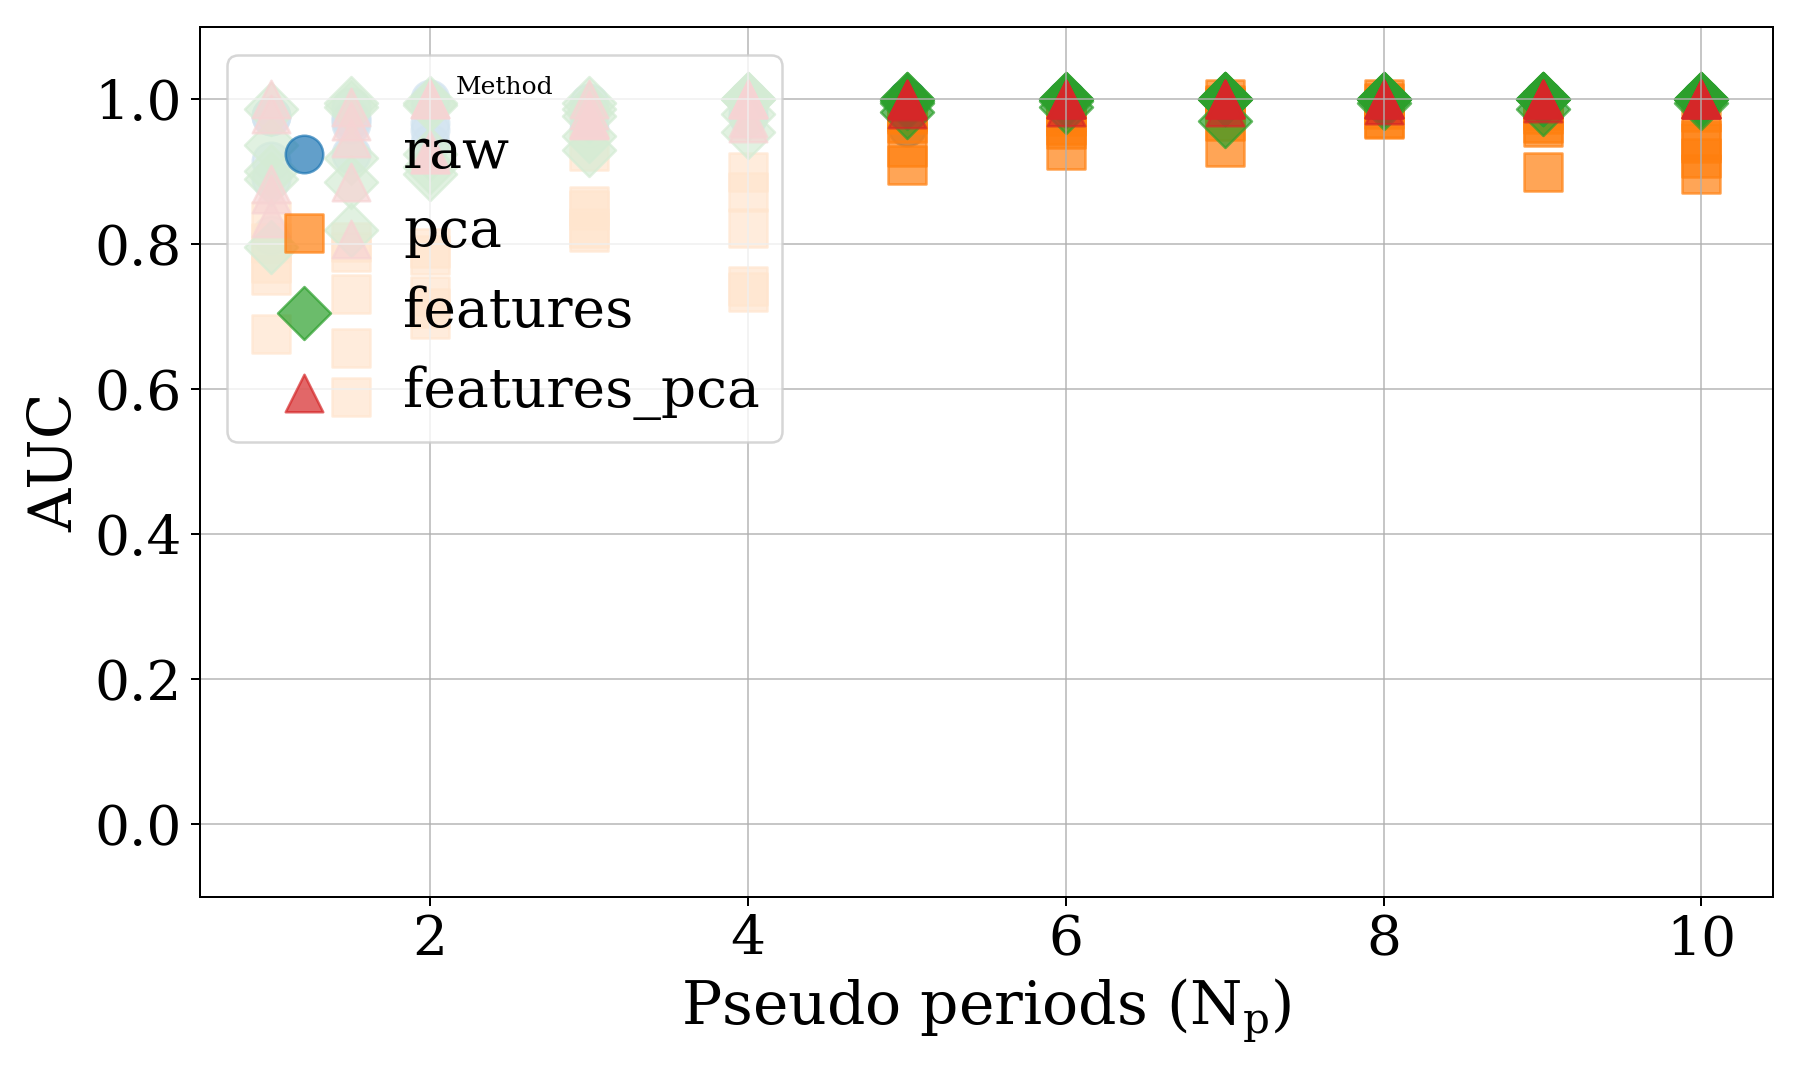 Method
raw
pca
features
features_pca
AUC
1.0
0.8
0.6
0.4
0.2
0.0
2 4 6 8 10
Pseudo periods (Nₚ)